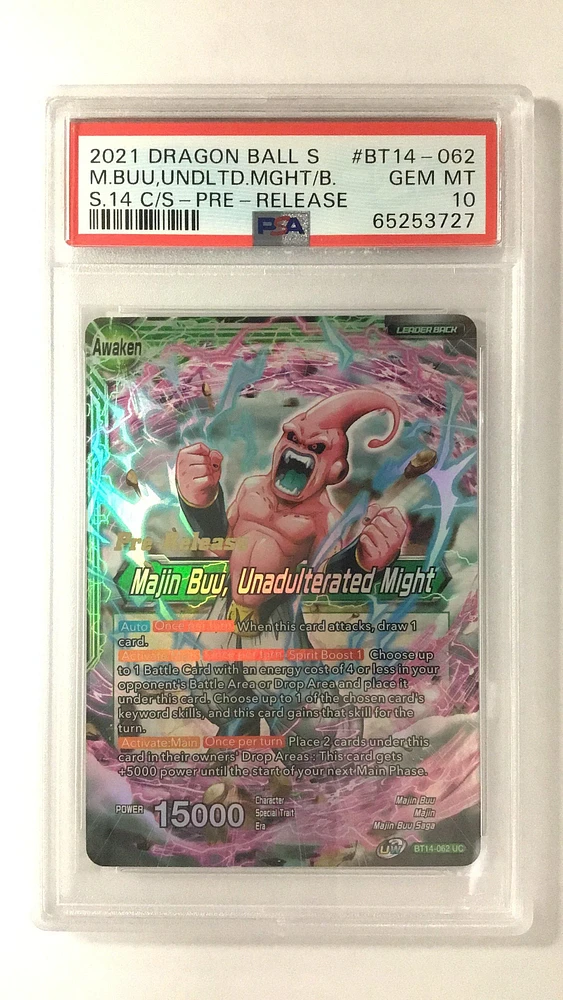 2021 DRAGON BALL S #BT14-062
M.BUU,UNDLTD.MGHT/B. GEM MT
S.14 C/S-PRE-RELEASE 10
PSA 65253727
LEADER BACK
Awaken
Pre Release
Majin Buu, Unadulterated Might
Auto Once per turn When this card attacks, draw 1
card.
Activate:Main Once per turn Spirit Boost 1 Choose up
to 1 Battle Card with an energy cost of 4 or less in your
opponent's Battle Area or Drop Area and place it
under this card. Choose up to 1 of the chosen card's
keyword skills, and this card gains that skill for the
turn.
Activate:Main Once per turn Place 2 cards under this
card in their owners' Drop Areas : This card gets
+5000 power until the start of your next Main Phase.
POWER 15000
Character Majin Buu
Special Trait Majin
Era Majin Buu Saga
UW BT14-062 UC